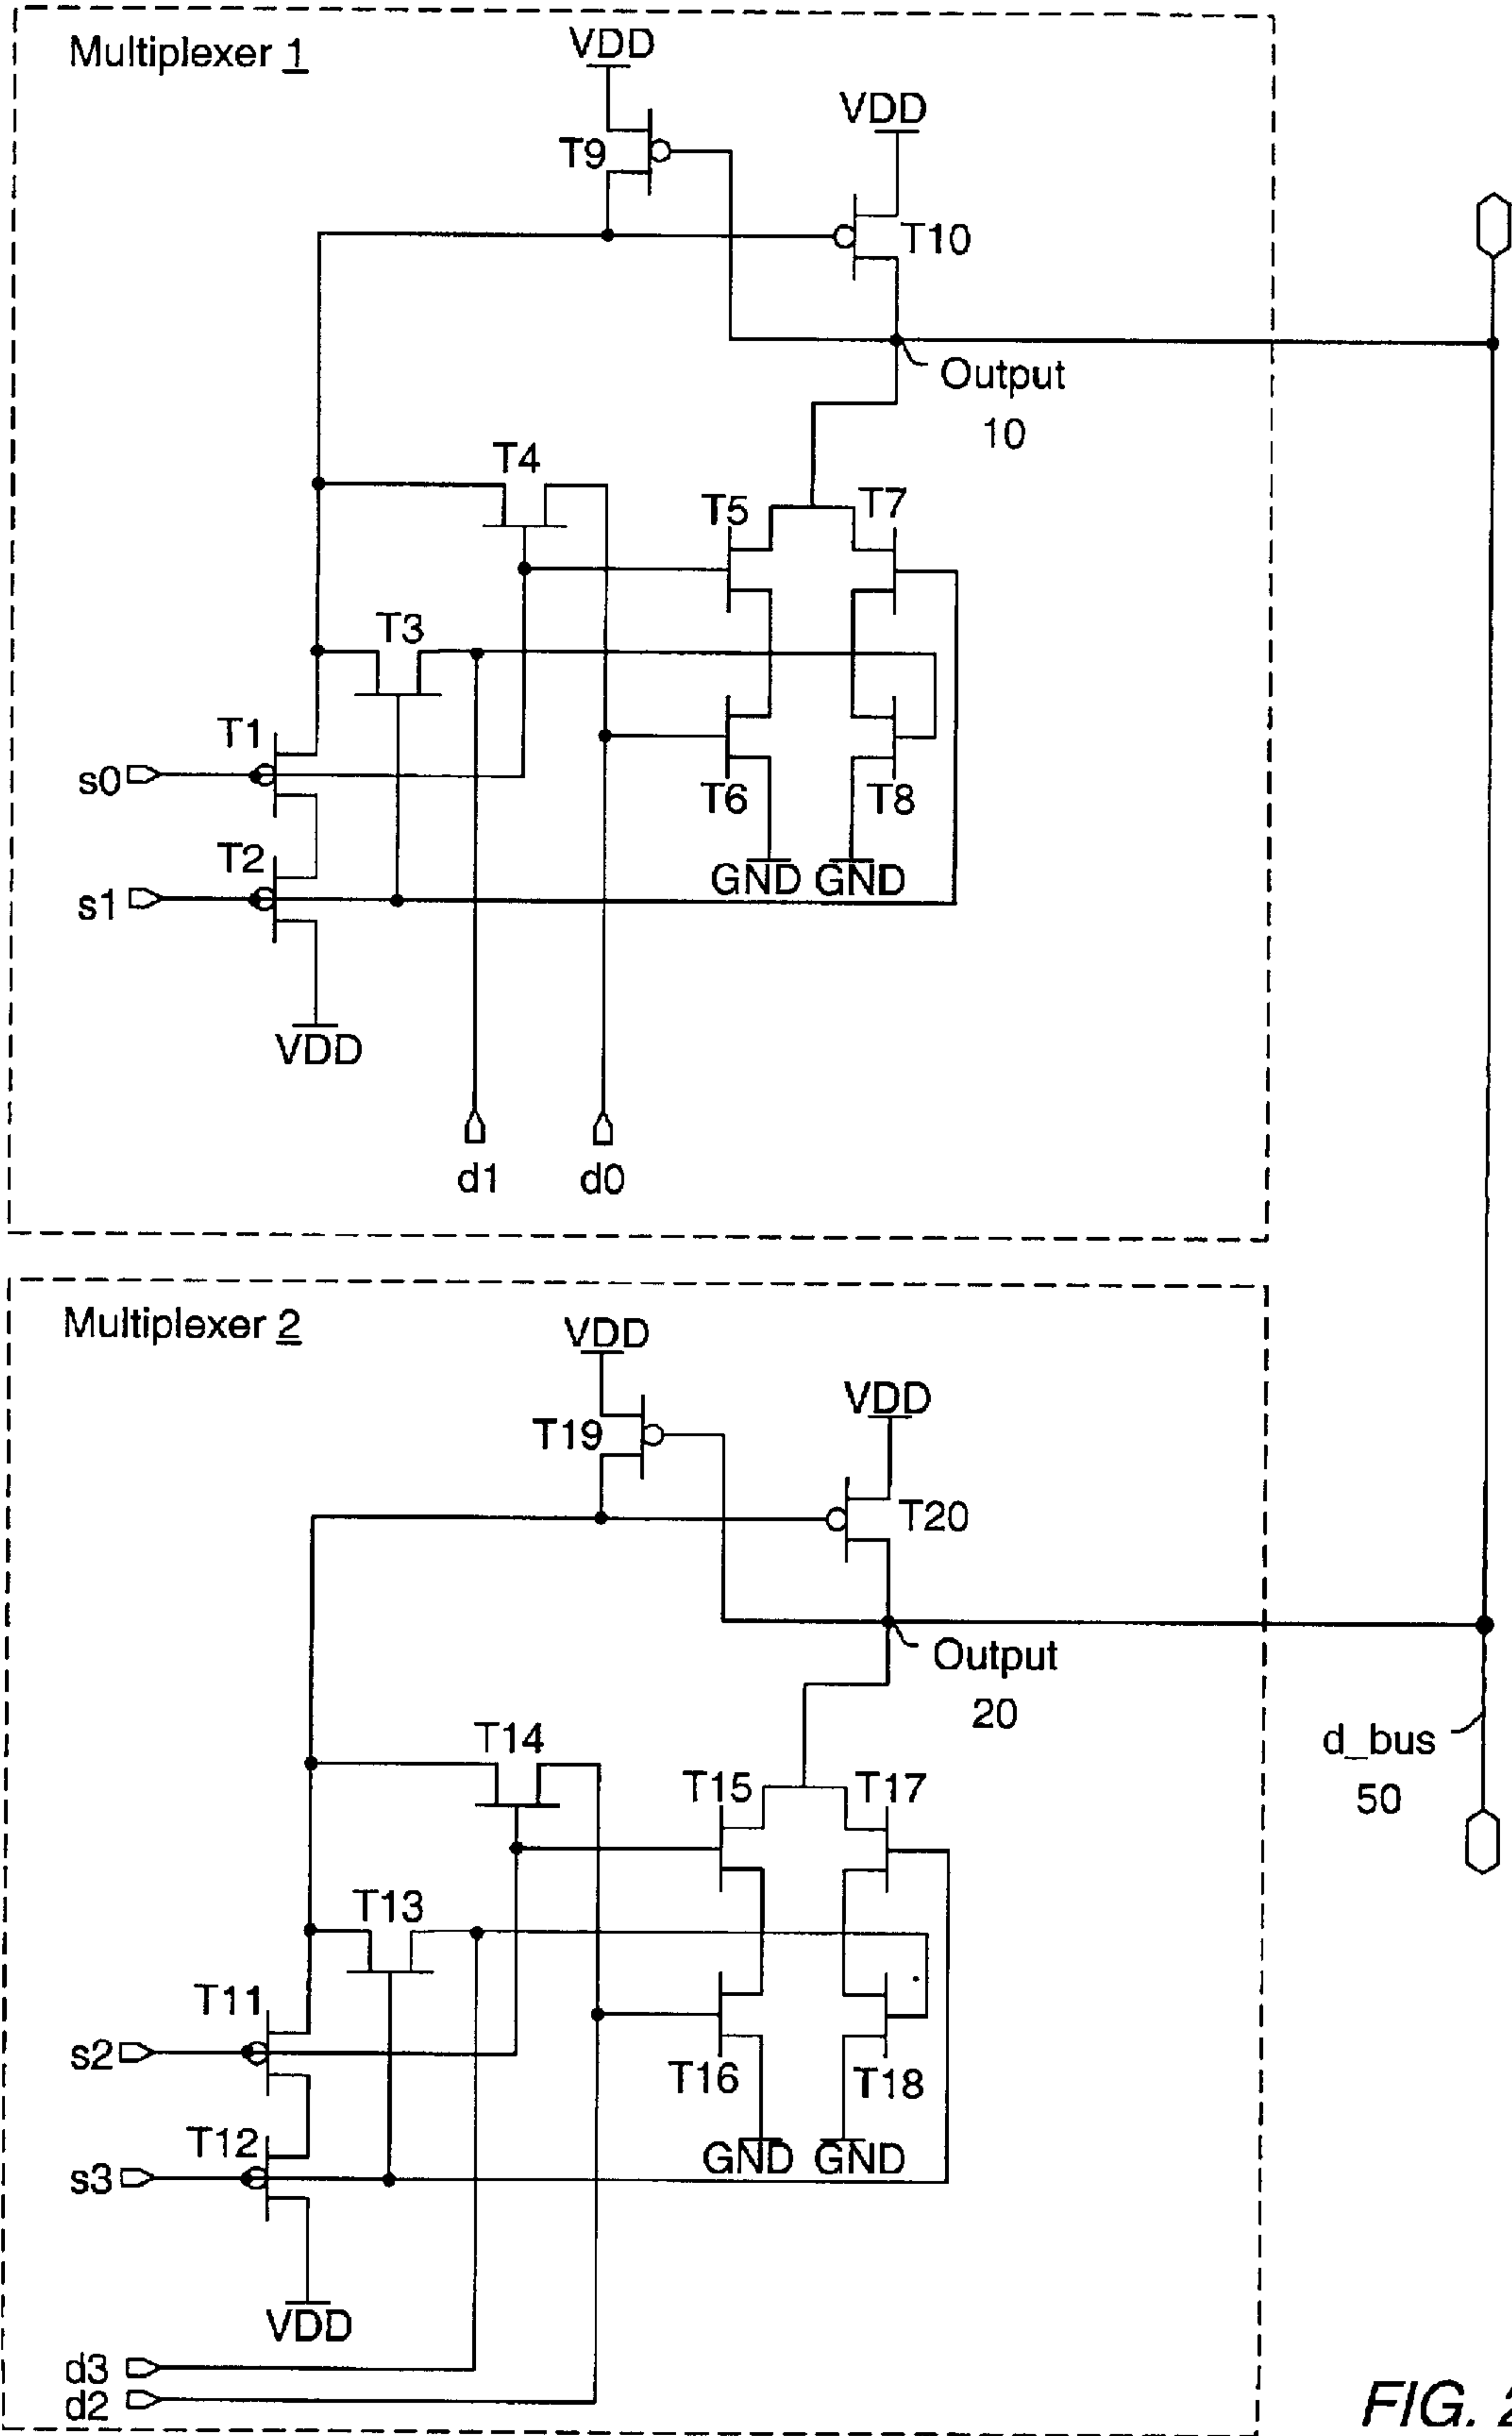 Multiplexer 1
VDD
VDD
T9
T10
Output
10
T4
T5
T7
T3
T1
s0
T6
T8
T2
GND
GND
s1
VDD
d1
d0
Multiplexer 2
VDD
VDD
T19
T20
Output
20
d_bus
50
T14
T15
T17
T13
T11
s2
T16
T18
T12
GND
GND
s3
VDD
d3
d2
FIG. 2